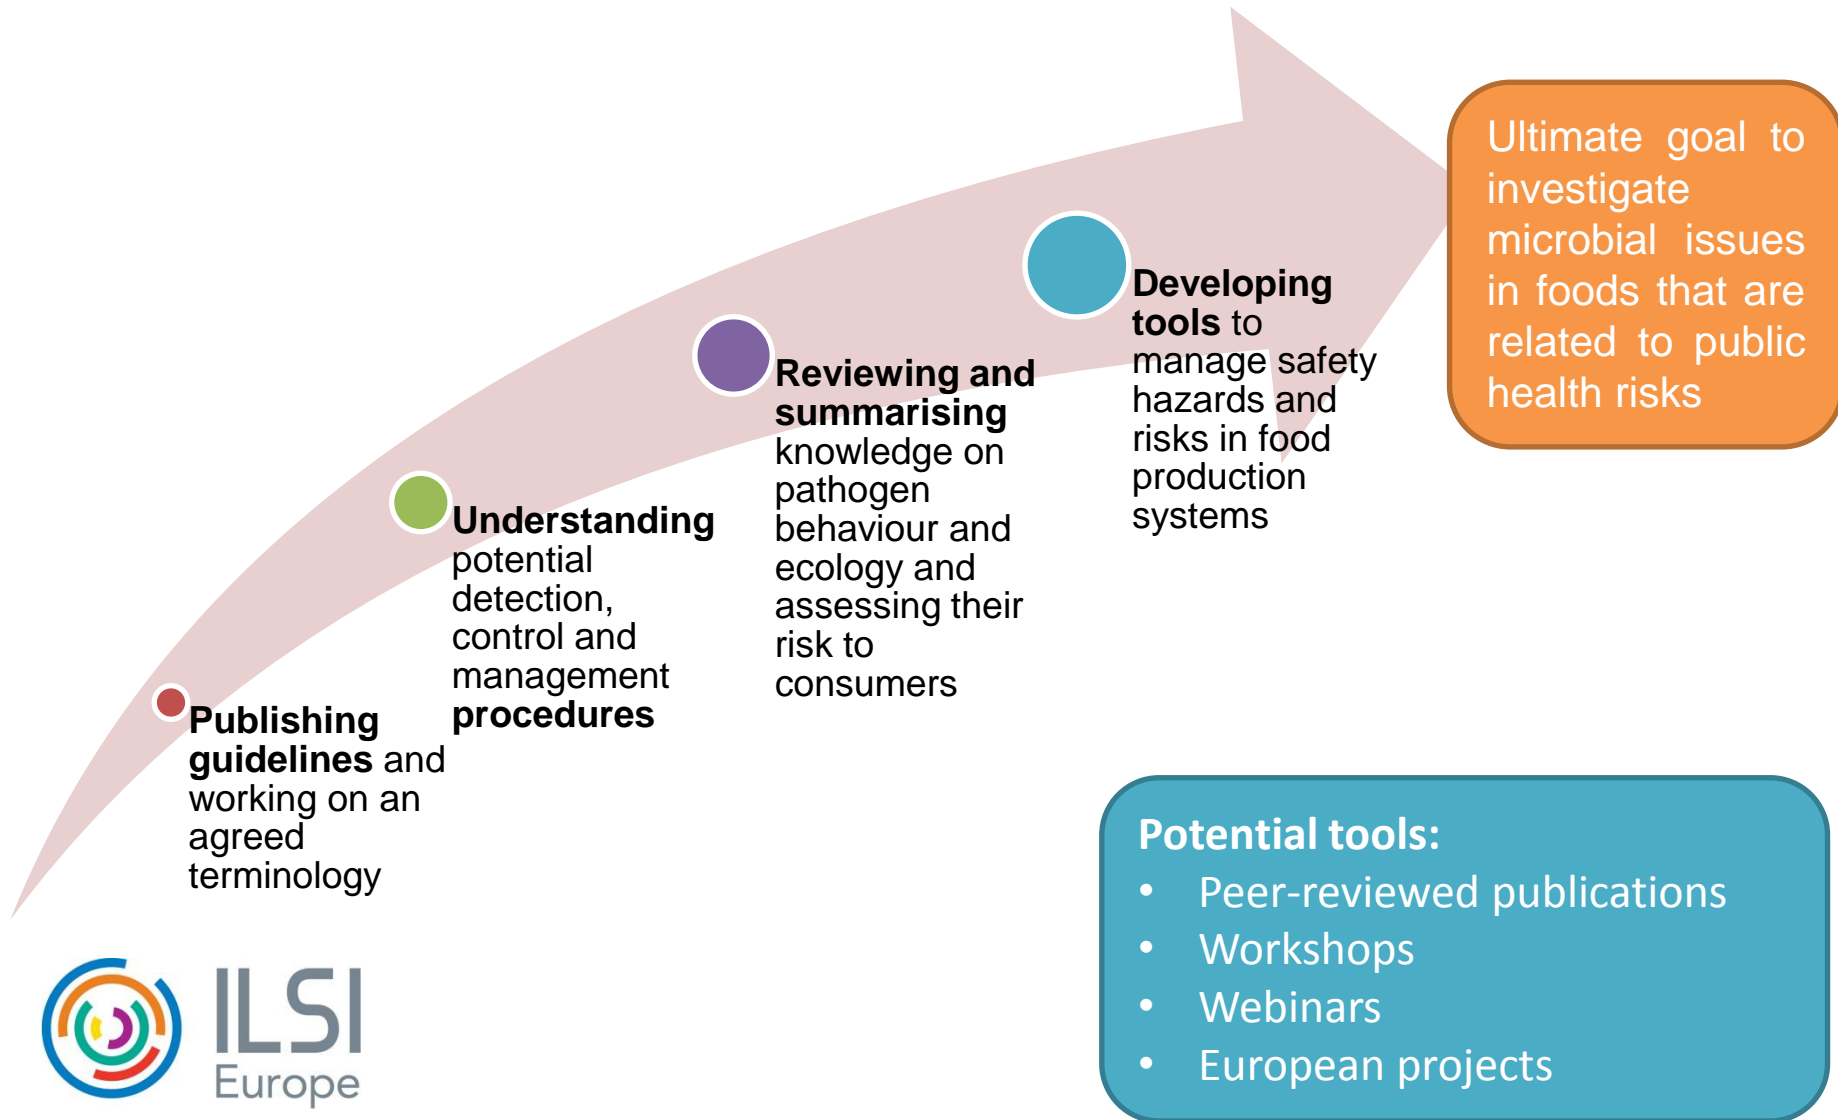 Publishing
guidelines and
working on an
agreed
terminology
Understanding
potential
detection,
control and
management
procedures
Reviewing and
summarising
knowledge on
pathogen
behaviour and
ecology and
assessing their
risk to
consumers
Developing
tools to
manage safety
hazards and
risks in food
production
systems
Ultimate goal to
investigate
microbial issues
in foods that are
related to public
health risks
Potential tools:
• Peer-reviewed publications
• Workshops
• Webinars
• European projects
ILSI
Europe